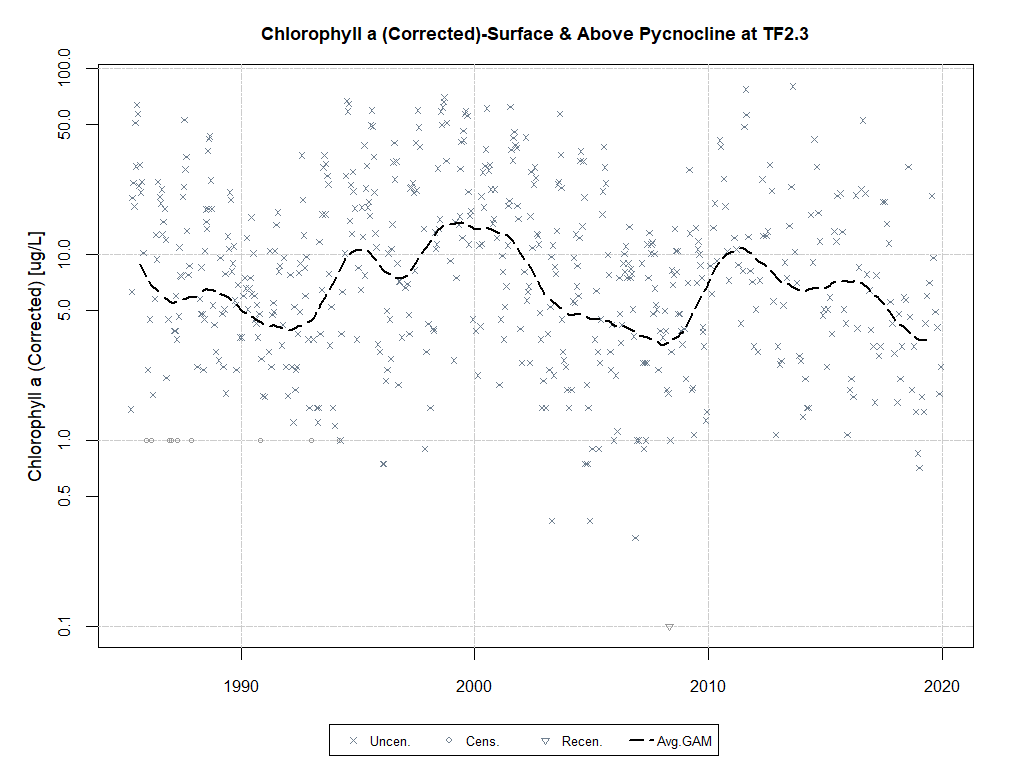 Chlorophyll a (Corrected)-Surface & Above Pycnocline at TF2.3
Chlorophyll a (Corrected) [ug/L]
100.0
50.0
10.0
5.0
1.0
0.5
0.1
1990 2000 2010 2020
Uncen. Cens. Recen. Avg.GAM